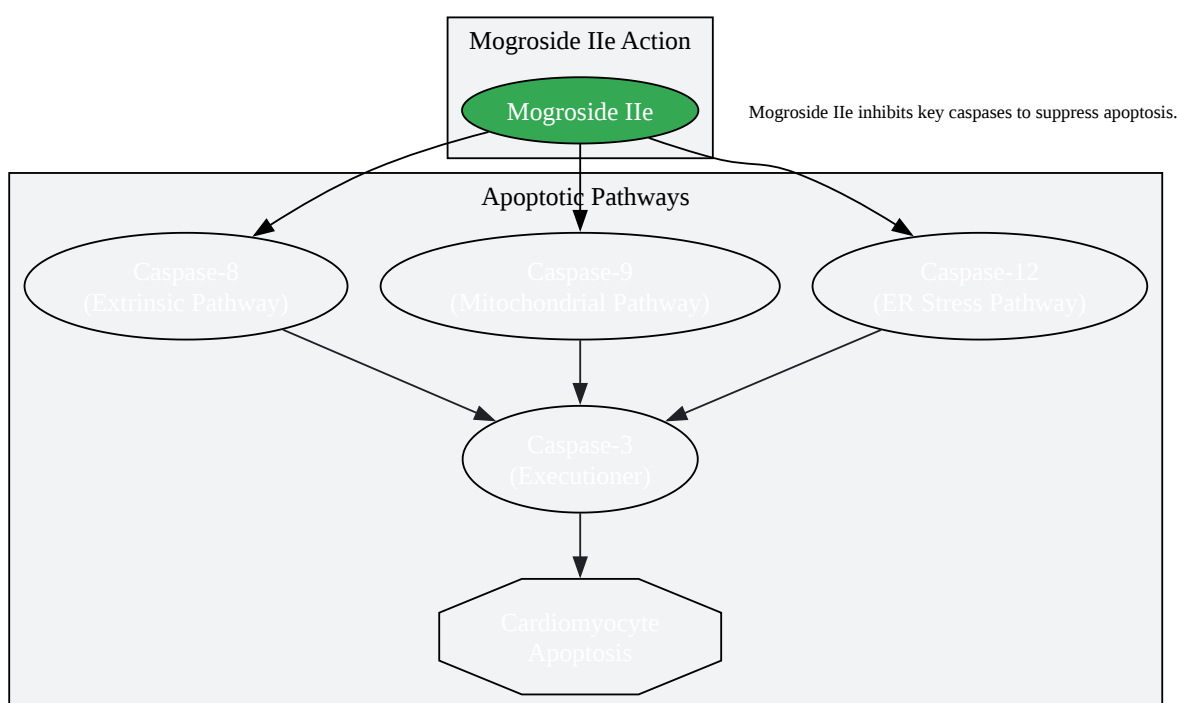 Mogroside IIe Action
Mogroside IIe
Mogroside IIe inhibits key caspases to suppress apoptosis.
Apoptotic Pathways
Caspase-8
(Extrinsic Pathway)
Caspase-9
(Mitochondrial Pathway)
Caspase-12
(ER Stress Pathway)
Caspase-3
(Executioner)
Cardiomyocyte
Apoptosis